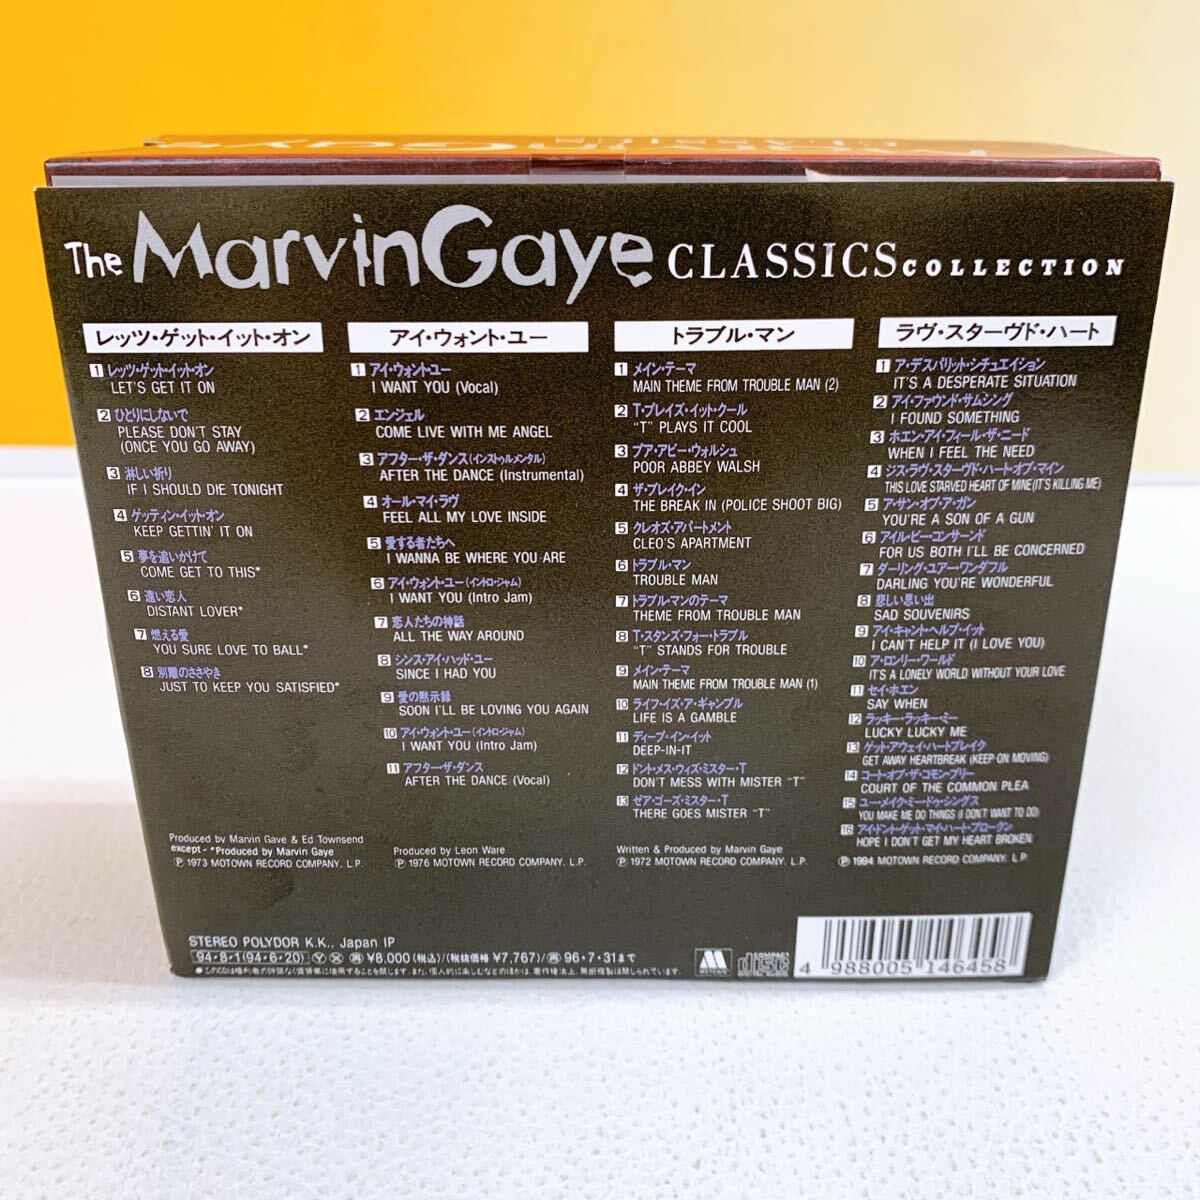 The Marvin Gaye CLASSICS COLLECTION
レッツ・ゲット・イット・オン
1 レッツ・ゲット・イット・オン
LET'S GET IT ON
2 ひとりにしないで
PLEASE DON'T STAY
(ONCE YOU GO AWAY)
3 淋しい祈り
IF I SHOULD DIE TONIGHT
4 ゲッティン・イット・オン
KEEP GETTIN' IT ON
5 夢を追いかけて
COME GET TO THIS*
6 遠い恋人
DISTANT LOVER*
7 燃える愛
YOU SURE LOVE TO BALL*
8 別離のささやき
JUST TO KEEP YOU SATISFIED*
Produced by Marvin Gave & Ed Townsend
except - *Produced by Marvin Gaye
Ⓟ 1973 MOTOWN RECORD COMPANY, L.P.
アイ・ウォント・ユー
1 アイ・ウォント・ユー
I WANT YOU (Vocal)
2 エンジェル
COME LIVE WITH ME ANGEL
3 アフター・ザ・ダンス(インストゥルメンタル)
AFTER THE DANCE (Instrumental)
4 オール・マイ・ラヴ
FEEL ALL MY LOVE INSIDE
5 愛する者たちへ
I WANNA BE WHERE YOU ARE
6 アイ・ウォント・ユー(イントロ・ジャム)
I WANT YOU (Intro Jam)
7 恋人たちの神話
ALL THE WAY AROUND
8 シンス・アイ・ハッド・ユー
SINCE I HAD YOU
9 愛の黙示録
SOON I'LL BE LOVING YOU AGAIN
10 アイ・ウォント・ユー(イントロ・ジャム)
I WANT YOU (Intro Jam)
11 アフター・ザ・ダンス
AFTER THE DANCE (Vocal)
Produced by Leon Ware
Ⓟ 1976 MOTOWN RECORD COMPANY, L.P.
トラブル・マン
1 メイン・テーマ
MAIN THEME FROM TROUBLE MAN (2)
2 T・プレイズ・イット・クール
“T” PLAYS IT COOL
3 プア・アビー・ウォルシュ
POOR ABBEY WALSH
4 ザ・ブレイク・イン
THE BREAK IN (POLICE SHOOT BIG)
5 クレオズ・アパートメント
CLEO'S APARTMENT
6 トラブル・マン
TROUBLE MAN
7 トラブル・マンのテーマ
THEME FROM TROUBLE MAN
8 T・スタンズ・フォー・トラブル
“T” STANDS FOR TROUBLE
9 メイン・テーマ
MAIN THEME FROM TROUBLE MAN (1)
10 ライフ・イズ・ア・ギャンブル
LIFE IS A GAMBLE
11 ディープ・イン・イット
DEEP-IN-IT
12 ドント・メス・ウィズ・ミスター・T
DON'T MESS WITH MISTER “T”
13 ゼア・ゴーズ・ミスター・T
THERE GOES MISTER “T”
Written & Produced by Marvin Gaye
Ⓟ 1972 MOTOWN RECORD COMPANY, L.P.
ラヴ・スターヴド・ハート
1 ア・デスパリット・シチュエイション
IT'S A DESPERATE SITUATION
2 アイ・ファウンド・サムシング
I FOUND SOMETHING
3 ホエン・アイ・フィール・ザ・ニード
WHEN I FEEL THE NEED
4 ジス・ラヴ・スターヴド・ハート・オブ・マイン
THIS LOVE STARVED HEART OF MINE (IT'S KILLING ME)
5 ア・サン・オブ・ア・ガン
YOU'RE A SON OF A GUN
6 アイル・ビー・コンサーンド
FOR US BOTH I'LL BE CONCERNED
7 ダーリング・ユアー・ワンダフル
DARLING YOU'RE WONDERFUL
8 悲しい思い出
SAD SOUVENIRS
9 アイ・キャント・ヘルプ・イット
I CAN'T HELP IT (I LOVE YOU)
10 ア・ロンリー・ワールド
IT'S A LONELY WORLD WITHOUT YOUR LOVE
11 セイ・ホエン
SAY WHEN
12 ラッキー・ラッキー・ミー
LUCKY LUCKY ME
13 ゲット・アウェイ・ハートブレイク
GET AWAY HEARTBREAK (KEEP ON MOVING)
14 コート・オブ・ザ・コモン・プリー
COURT OF THE COMMON PLEA
15 ユー・メイク・ミー・ドゥ・シングス
YOU MAKE ME DO THINGS (I DON'T WANT TO DO)
16 アイ・ドント・ゲット・マイ・ハート・ブロークン
HOPE I DON'T GET MY HEART BROKEN
Ⓟ 1994 MOTOWN RECORD COMPANY, L.P.
STEREO POLYDOR K.K., Japan IP
94・8・1(94・6・20) Ⓨ Ⓧ 再 ¥8,000(税込)/(税抜価格 ¥7,767)/再96・7・31まで
MOTOWN
COMPACT disc DIGITAL AUDIO
4 988005 146458